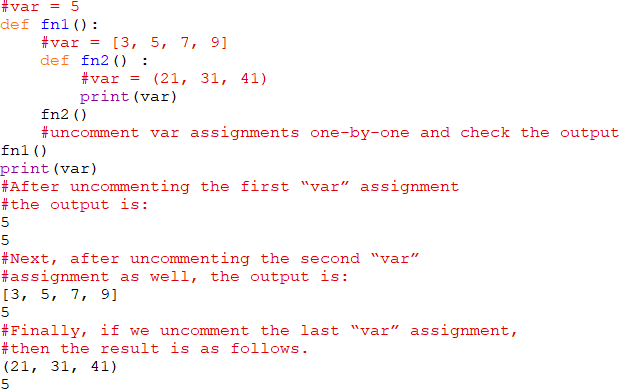 #var = 5
def fn1():
    #var = [3, 5, 7, 9]
    def fn2() :
        #var = (21, 31, 41)
        print(var)
    fn2()
    #uncomment var assignments one-by-one and check the output
fn1()
print(var)
#After uncommenting the first “var” assignment
#the output is:
5
5
#Next, after uncommenting the second “var”
#assignment as well, the output is:
[3, 5, 7, 9]
5
#Finally, if we uncomment the last “var” assignment,
#then the result is as follows.
(21, 31, 41)
5